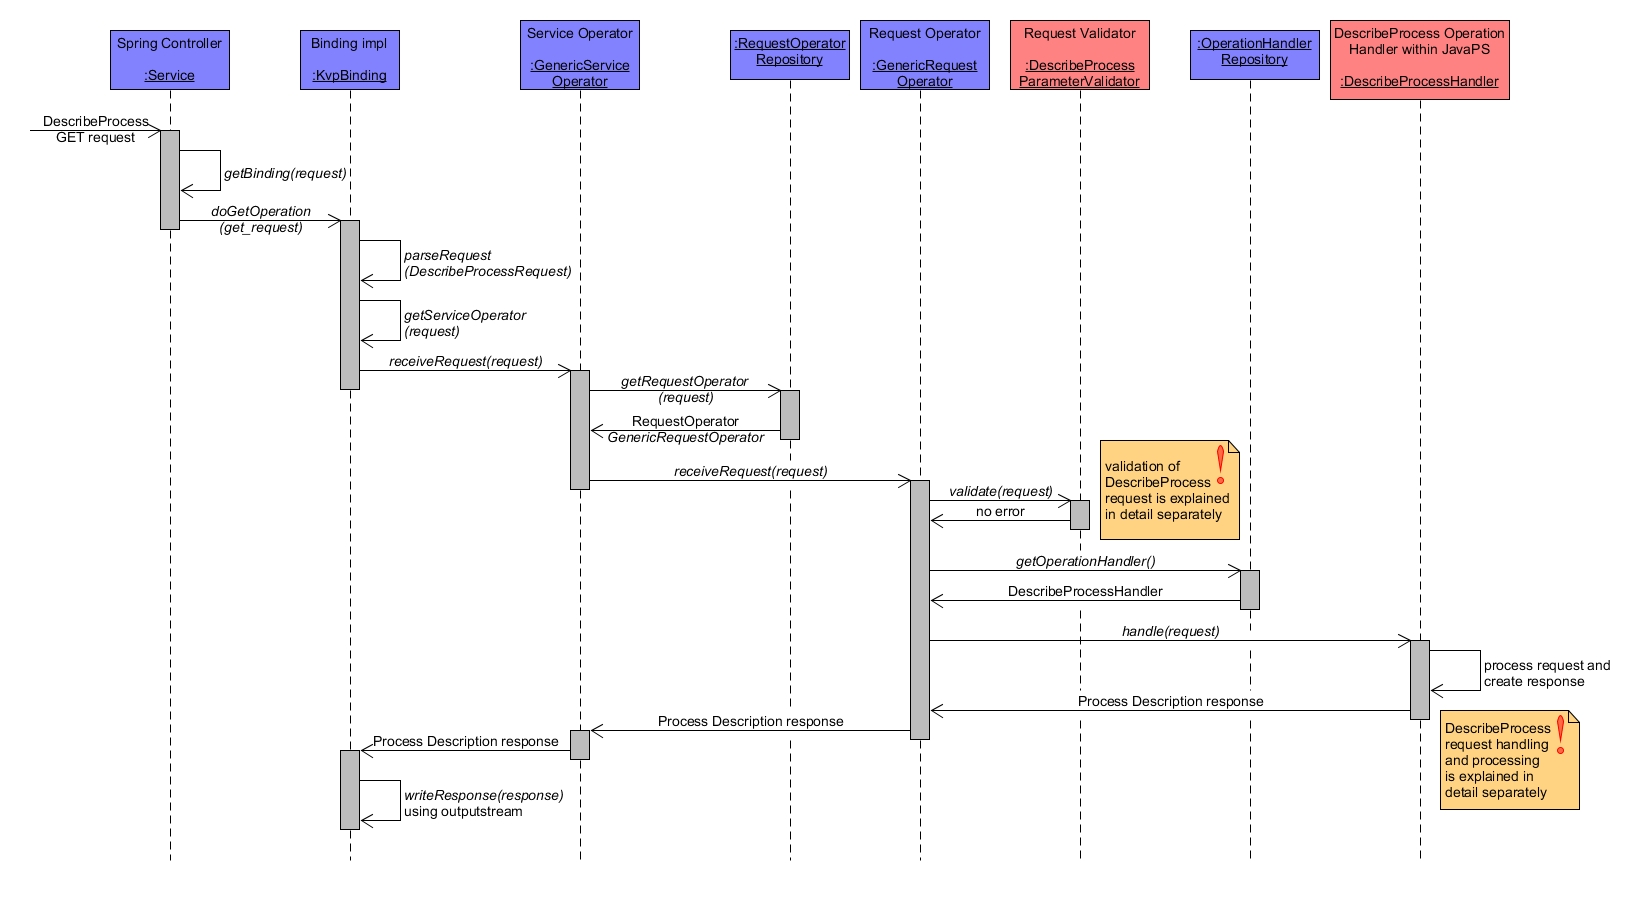 Spring Controller
:Service
Binding impl
:KvpBinding
Service Operator
:GenericService
Operator
:RequestOperator
Repository
Request Operator
:GenericRequest
Operator
Request Validator
:DescribeProcess
ParameterValidator
:OperationHandler
Repository
DescribeProcess Operation
Handler within JavaPS
:DescribeProcessHandler
DescribeProcess
GET request
getBinding(request)
doGetOperation
(get_request)
parseRequest
(DescribeProcessRequest)
getServiceOperator
(request)
receiveRequest(request)
getRequestOperator
(request)
RequestOperator
GenericRequestOperator
receiveRequest(request)
validate(request)
no error
validation of
DescribeProcess
request is explained
in detail separately
getOperationHandler()
DescribeProcessHandler
handle(request)
process request and
create response
Process Description response
Process Description response
Process Description response
DescribeProcess
request handling
and processing
is explained in
detail separately
writeResponse(response)
using outputstream